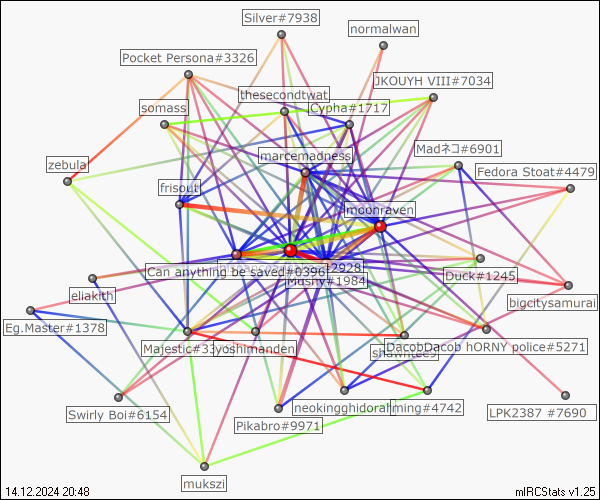 Silver#7938
normalwan
Pocket Persona#3326
JKOUYH VIII#7034
thesecondtwat
somass
Cypha#1717
Madネコ#6901
marcemadness
zebula
Fedora Stoat#4479
frisout
moonraven
Can anything be saved#0396
2928
Mushy#1984
Duck#1245
eliakith
bigcitysamurai
Eg.Master#1378
Majestic#33
yoshilmanden
DacobDacob hORNY police#5271
Swirly Boi#6154
neokingghidorah
ming#4742
LPK2387 #7690
Pikabro#9971
mukszi
14.12.2024 20:48
mIRCStats v1.25